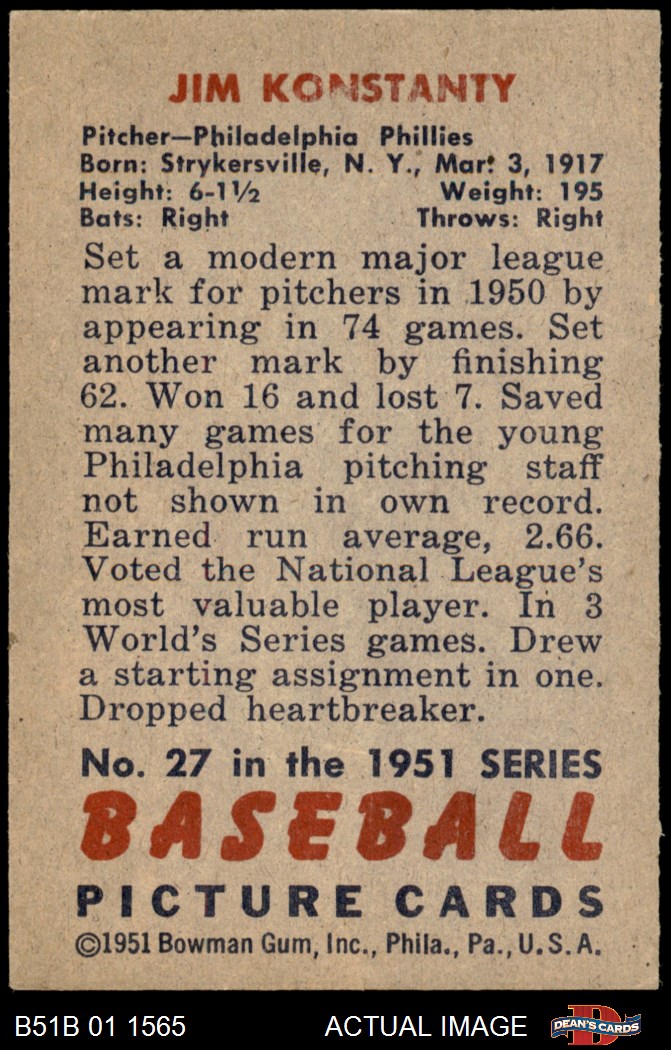 JIM KONSTANTY
Pitcher—Philadelphia Phillies
Born: Strykersville, N. Y., Mar. 3, 1917
Height: 6-1½ Weight: 195
Bats: Right Throws: Right
Set a modern major league
mark for pitchers in 1950 by
appearing in 74 games. Set
another mark by finishing
62. Won 16 and lost 7. Saved
many games for the young
Philadelphia pitching staff
not shown in own record.
Earned run average, 2.66.
Voted the National League's
most valuable player. In 3
World's Series games. Drew
a starting assignment in one.
Dropped heartbreaker.
No. 27 in the 1951 SERIES
BASEBALL
PICTURE CARDS
©1951 Bowman Gum, Inc., Phila., Pa., U.S.A.
B51B 01 1565 ACTUAL IMAGE D DEAN'S CARDS